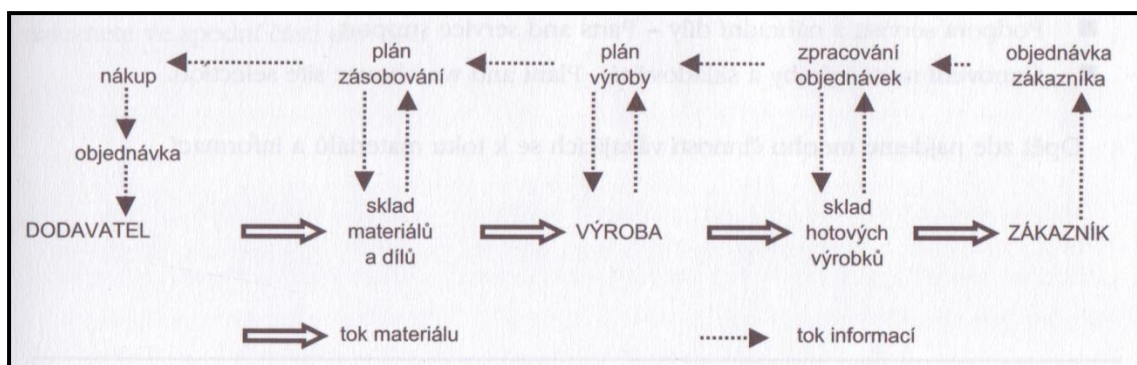 nákup
plán
zásobování
plán
výroby
zpracování
objednávek
objednávka
zákazníka
objednávka
DODAVATEL
sklad
materiálů
a dílů
VÝROBA
sklad
hotových
výrobků
ZÁKAZNÍK
tok materiálu
tok informací